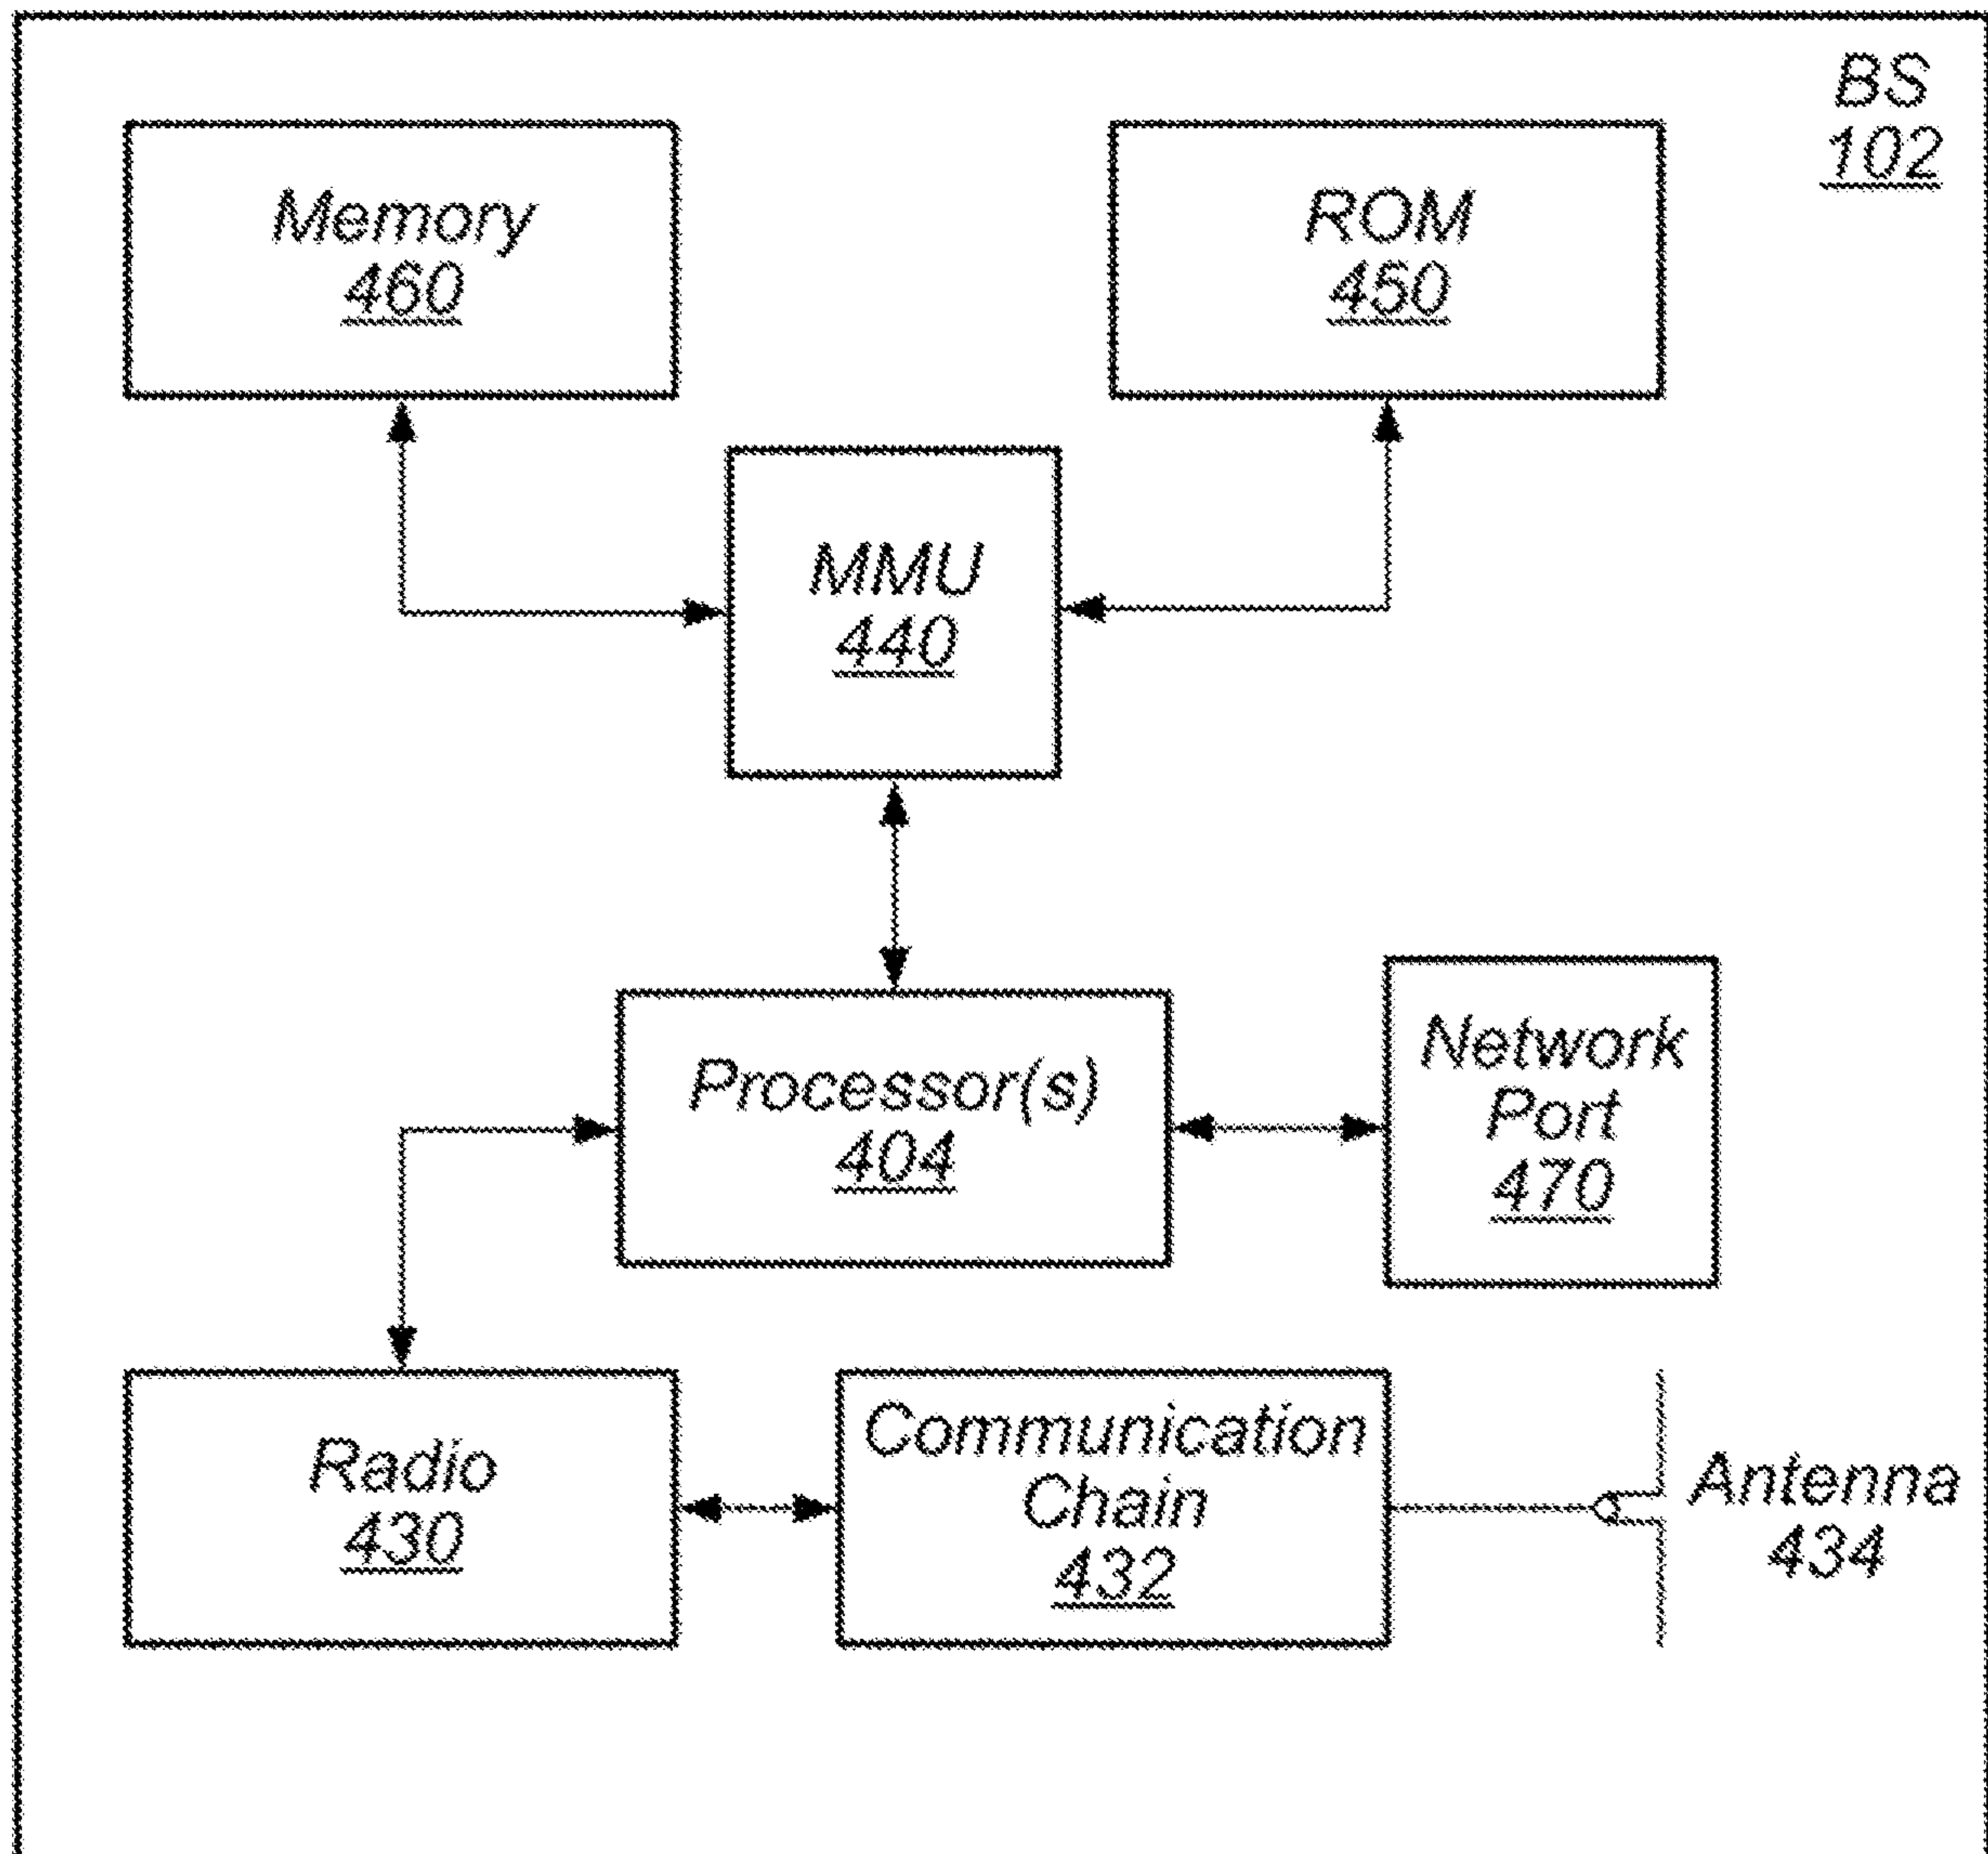 BS
102
Memory
460
ROM
450
MMU
440
Processor(s)
404
Network
Port
470
Radio
430
Communication
Chain
432
Antenna
434